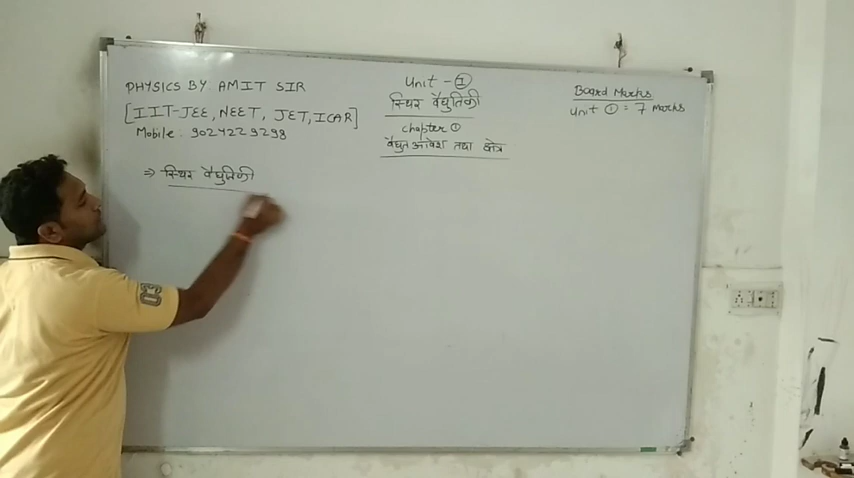 PHYSICS BY AMIT SIR
[IIT-JEE, NEET, JET, ICAR]
Mobile. 9024229298
Unit - I
स्थिर वैद्युतिकी
chapter ①
वैद्युत आवेश तथा क्षेत्र
Board Marks
Unit ① = 7 Marks
⇒ स्थिर वैद्युतिकी